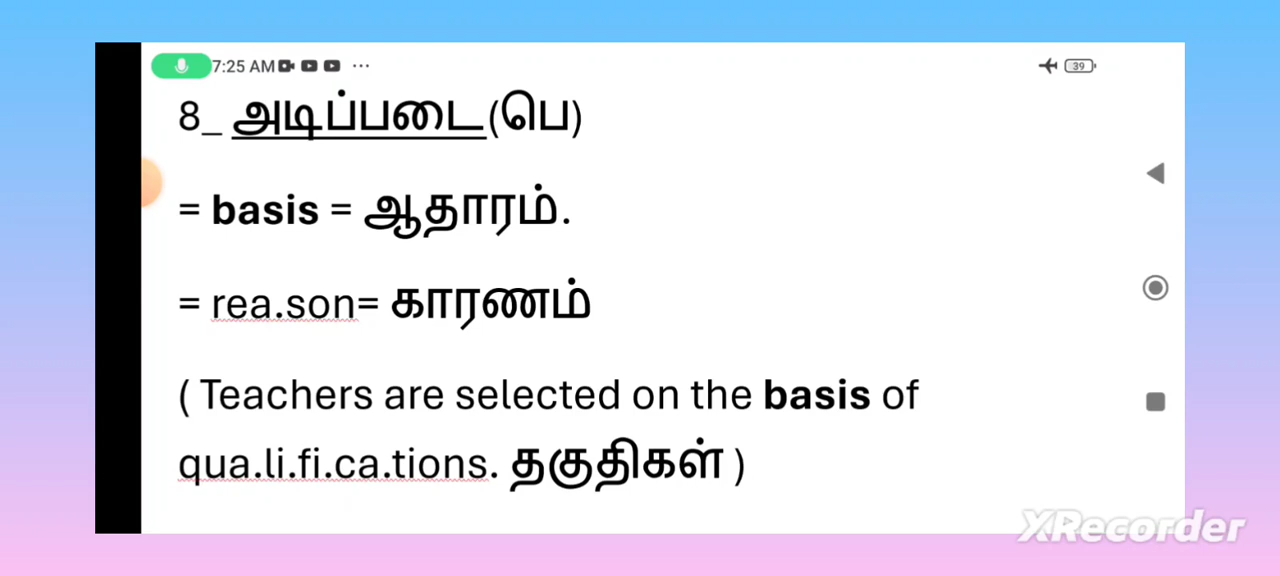 7:25 AM ...
39
8_ அடிப்படை(பெ)
= basis = ஆதாரம்.
= rea.son= காரணம்
( Teachers are selected on the basis of
qua.li.fi.ca.tions. தகுதிகள் )
XRecorder